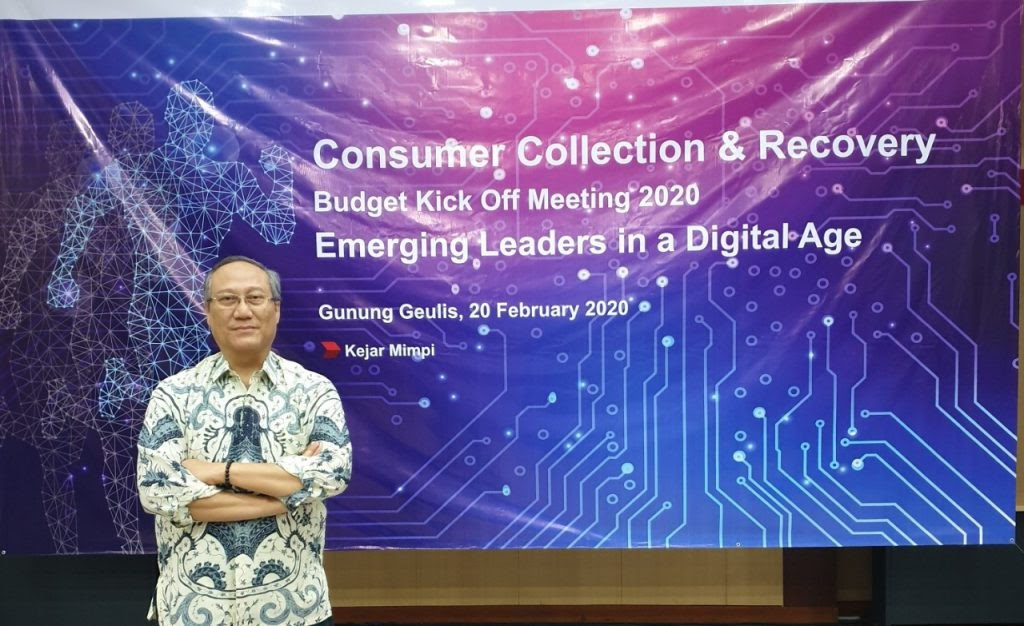 Consumer Collection & Recovery
Budget Kick Off Meeting 2020
Emerging Leaders in a Digital Age
Gunung Geulis, 20 February 2020
Kejar Mimpi